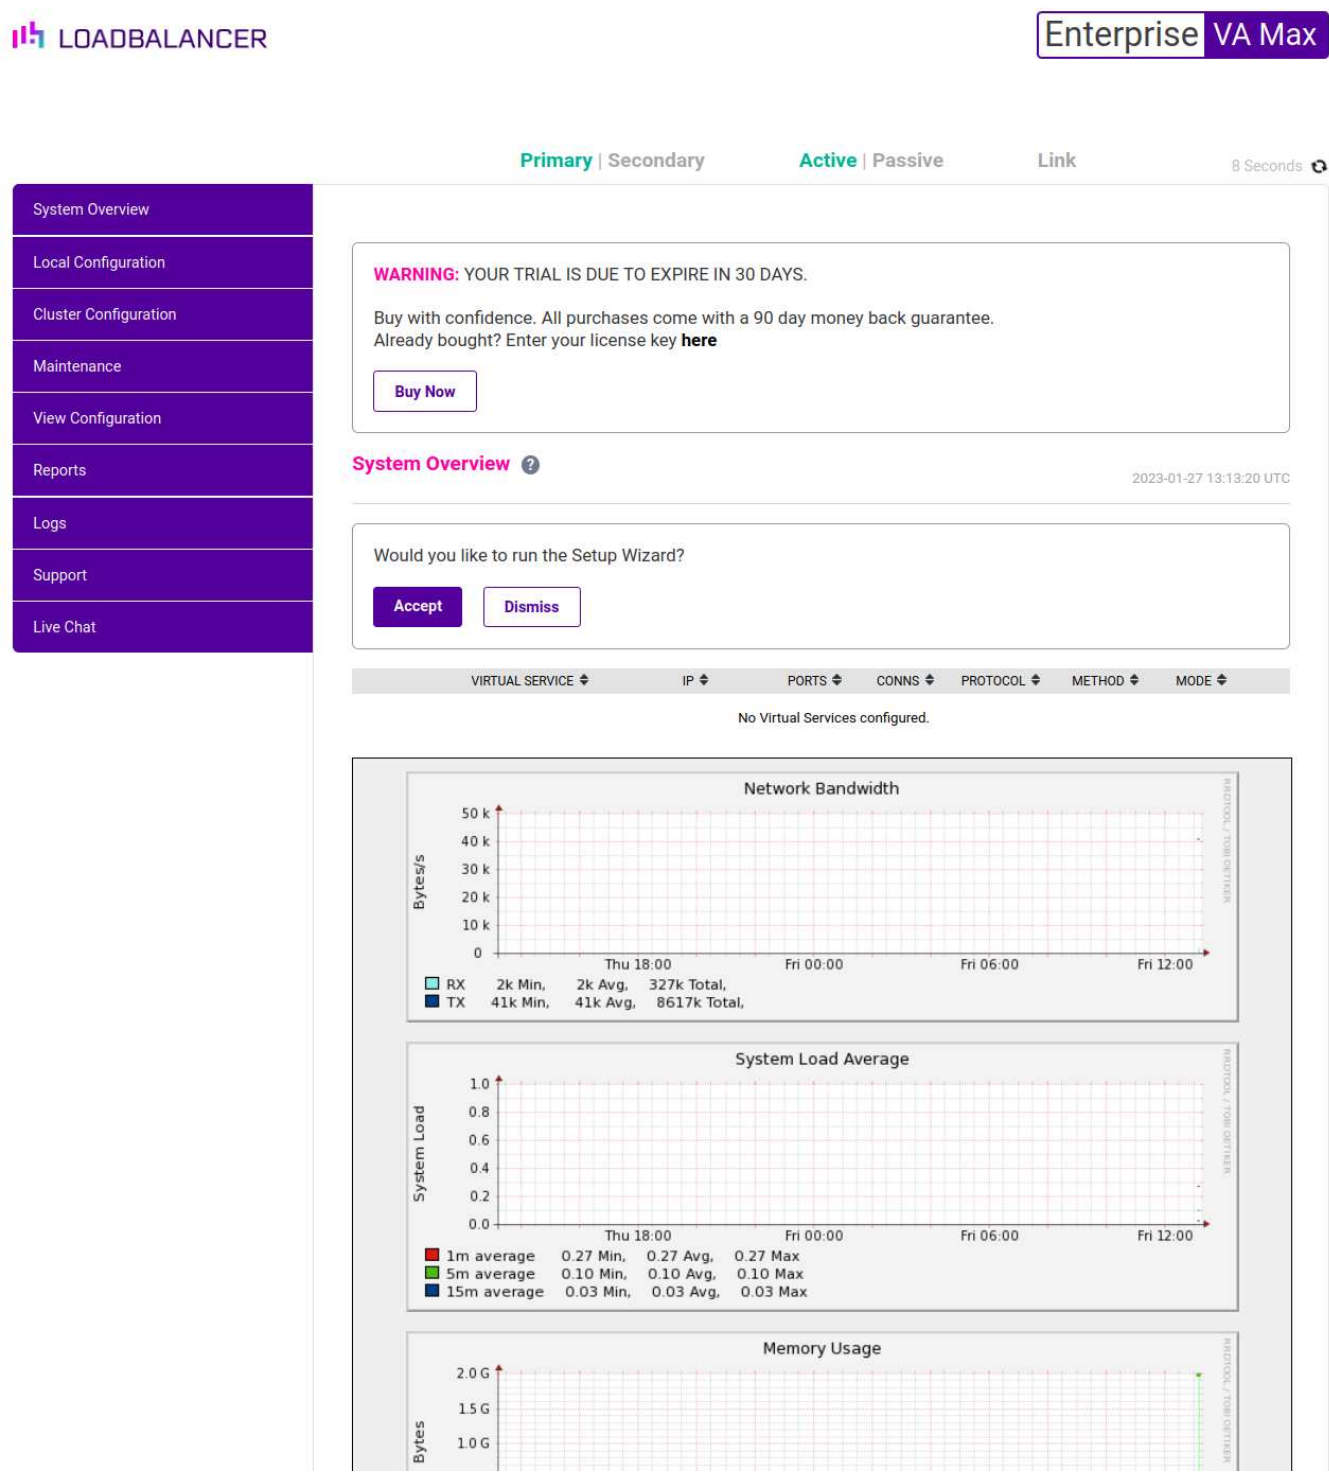 LOADBALANCER
Enterprise VA Max
Primary | Secondary Active | Passive Link 8 Seconds
System Overview
Local Configuration
Cluster Configuration
Maintenance
View Configuration
Reports
Logs
Support
Live Chat
WARNING: YOUR TRIAL IS DUE TO EXPIRE IN 30 DAYS.
Buy with confidence. All purchases come with a 90 day money back guarantee.
Already bought? Enter your license key here
Buy Now
System Overview ?
2023-01-27 13:13:20 UTC
Would you like to run the Setup Wizard?
Accept Dismiss
VIRTUAL SERVICE IP PORTS CONNS PROTOCOL METHOD MODE
No Virtual Services configured.
Network Bandwidth
RRDTOOL / TOBI OETIKER
Bytes/s
50 k
40 k
30 k
20 k
10 k
0
Thu 18:00 Fri 00:00 Fri 06:00 Fri 12:00
RX 2k Min, 2k Avg, 327k Total,
TX 41k Min, 41k Avg, 8617k Total,
System Load Average
RRDTOOL / TOBI OETIKER
System Load
1.0
0.8
0.6
0.4
0.2
0.0
Thu 18:00 Fri 00:00 Fri 06:00 Fri 12:00
1m average 0.27 Min, 0.27 Avg, 0.27 Max
5m average 0.10 Min, 0.10 Avg, 0.10 Max
15m average 0.03 Min, 0.03 Avg, 0.03 Max
Memory Usage
RRDTOOL / TOBI OETIKER
Bytes
2.0 G
1.5 G
1.0 G